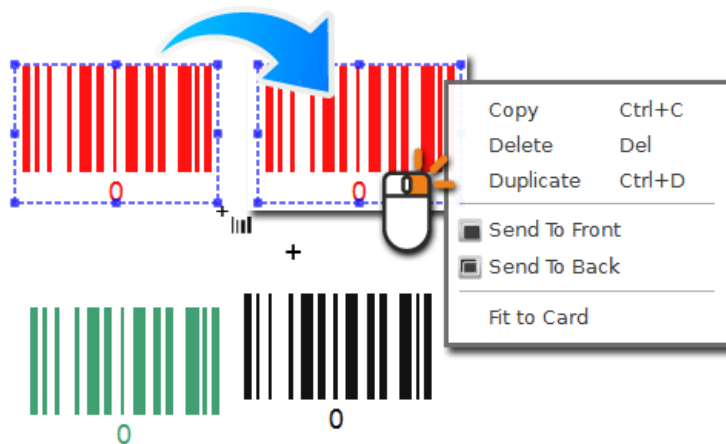 0
0
Copy Ctrl+C
Delete Del
Duplicate Ctrl+D
Send To Front
Send To Back
Fit to Card
0
0